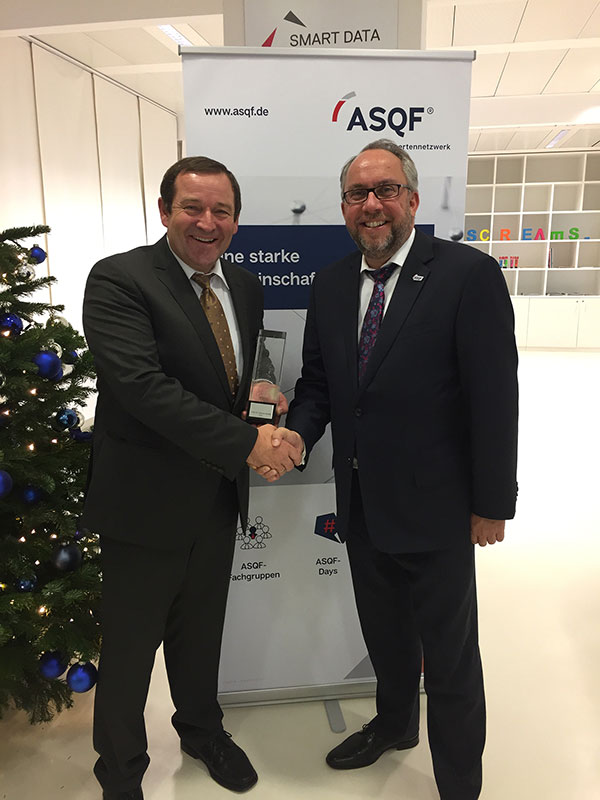 SMART DATA
www.asqf.de
ASQF®
ertennetzwerk
ne starke
inschaf
SCREAmS
ASQF-
Fachgruppen
#
ASQF-
Days